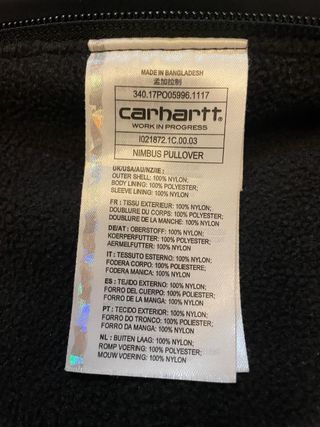 MADE IN BANGLADESH
孟加拉制
340.17PO05996.1117
carhartt
WORK IN PROGRESS
I021872.1C.00.03
NIMBUS PULLOVER
UK/USA/AU/NZ/IRE:
OUTER SHELL: 100% NYLON;
BODY LINING: 100% POLYESTER;
SLEEVE LINING: 100% NYLON
FR : TISSU EXTERIEUR: 100% NYLON;
DOUBLURE DU CORPS: 100% POLYESTER;
DOUBLURE DE LA MANCHE: 100% NYLON
DE/AT: OBERSTOFF: 100% NYLON;
KOERPERFUTTER: 100% POLYESTER;
AERMELFUTTER: 100% NYLON
IT : TESSUTO ESTERNO: 100% NYLON;
FODERA CORPO: 100% POLIESTERE;
FODERA MANICA: 100% NYLON
ES : TEJIDO EXTERNO: 100% NYLON;
FORRO DEL CUERPO: 100% POLIESTER;
FORRO DE LA MANGA: 100% NYLON
PT : TECIDO EXTERIOR: 100% NYLON;
FORRO DO TRONCO: 100% POLIESTER;
FORRO DA MANGA: 100% NYLON
NL : BUITEN LAAG: 100% NYLON;
ROMP VOERING: 100% POLYESTER;
MOUW VOERING: 100% NYLON